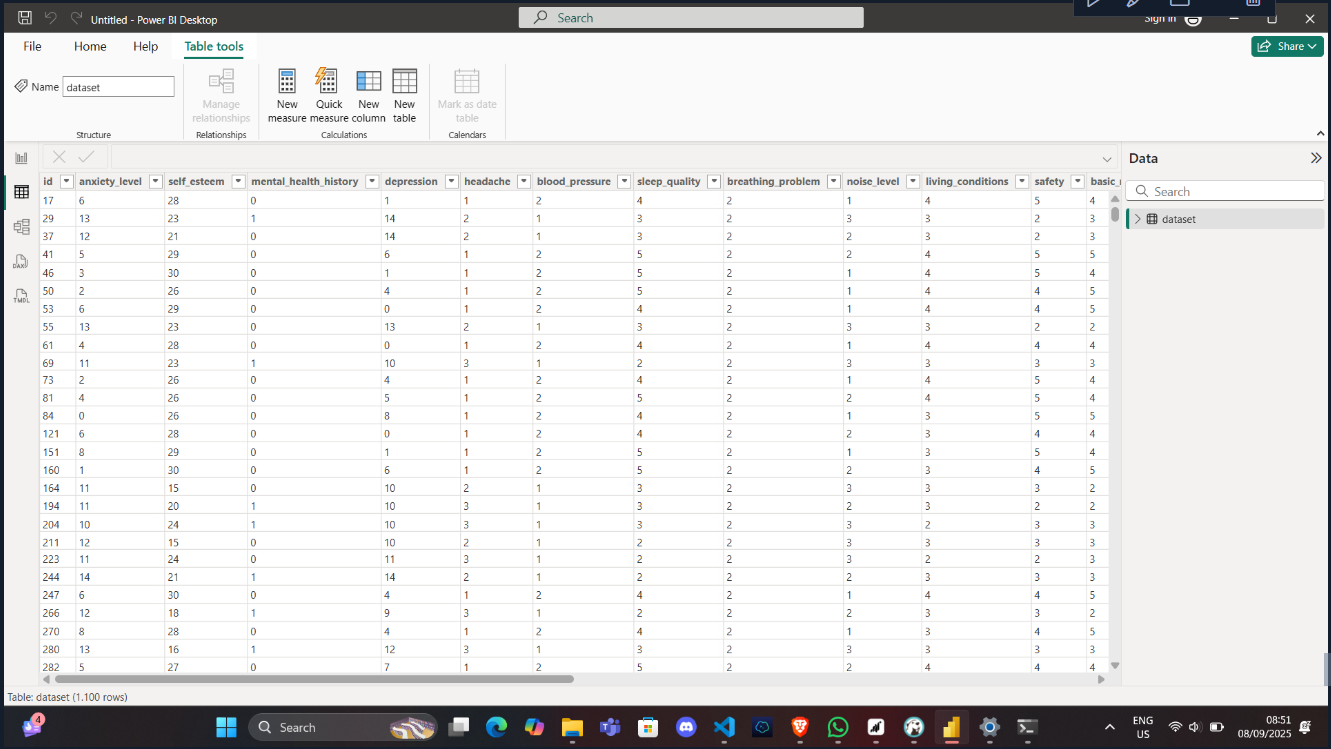 Untitled - Power BI Desktop
Search
Sign in
File Home Help Table tools
Share
Name dataset
Manage relationships
New measure
Quick measure
New column
New table
Mark as date table
Structure Relationships Calculations Calendars
Data
Search
dataset
id anxiety_level self_esteem mental_health_history depression headache blood_pressure sleep_quality breathing_problem noise_level living_conditions safety
17 6 28 0 1 1 2 4 2 1 4 5 4
29 13 23 1 14 2 1 3 2 3 3 2 3
37 12 21 0 14 2 1 3 2 2 3 2 3
41 5 29 0 6 1 2 5 2 2 4 5 5
46 3 30 0 1 1 2 5 2 1 4 5 4
50 2 26 0 4 1 2 5 2 1 4 4 5
53 6 29 0 0 1 2 4 2 1 4 4 5
55 13 23 0 13 2 1 3 2 3 3 2 2
61 4 28 0 0 1 2 4 2 1 4 4 4
69 11 23 1 10 3 1 2 2 3 3 3 3
73 2 26 0 4 1 2 4 2 1 4 5 4
81 4 26 0 5 1 2 5 2 2 4 5 4
84 0 26 0 8 1 2 4 2 1 3 5 5
121 6 28 0 0 1 2 4 2 2 3 4 4
151 8 29 0 1 1 2 5 2 1 3 5 4
160 1 30 0 6 1 2 5 2 2 3 4 5
164 11 15 0 10 2 1 3 2 3 3 3 2
194 11 20 1 10 3 1 3 2 3 3 2 2
204 10 24 1 10 3 1 3 2 3 2 3 3
211 12 15 0 10 2 1 2 2 3 3 3 3
223 11 24 0 11 3 1 2 2 3 2 2 3
244 14 21 1 14 2 1 2 2 2 3 3 3
247 6 30 0 4 1 2 4 2 1 4 4 5
266 12 18 1 9 3 1 2 2 2 3 3 2
270 8 28 0 4 1 2 4 2 1 3 4 5
280 13 16 1 12 3 1 3 2 3 3 3 3
282 5 27 0 7 1 2 5 2 2 4 4 4
DAX
TMDL
Table: dataset (1.100 rows)
4
Search
ENG
US
08:51
08/09/2025